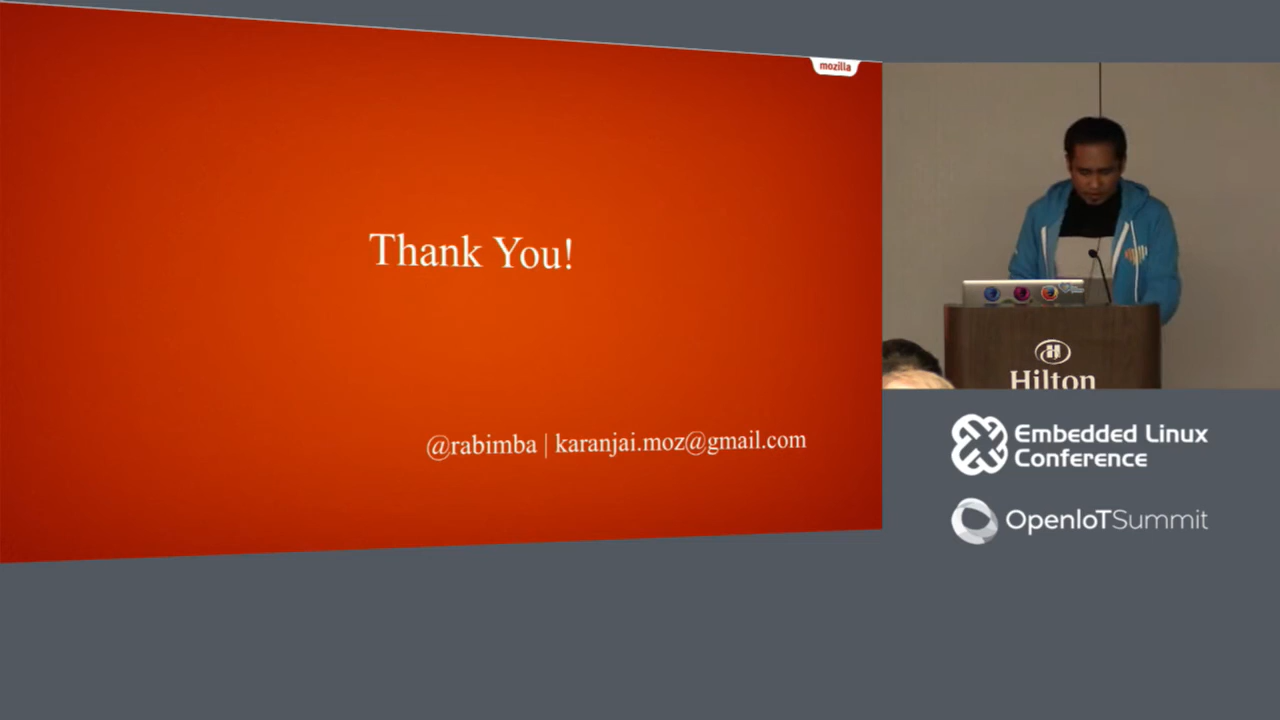 mozilla
Thank You!
@rabimba | karanjai.moz@gmail.com
Hilton
Embedded Linux
Conference
OpenIoTSummit